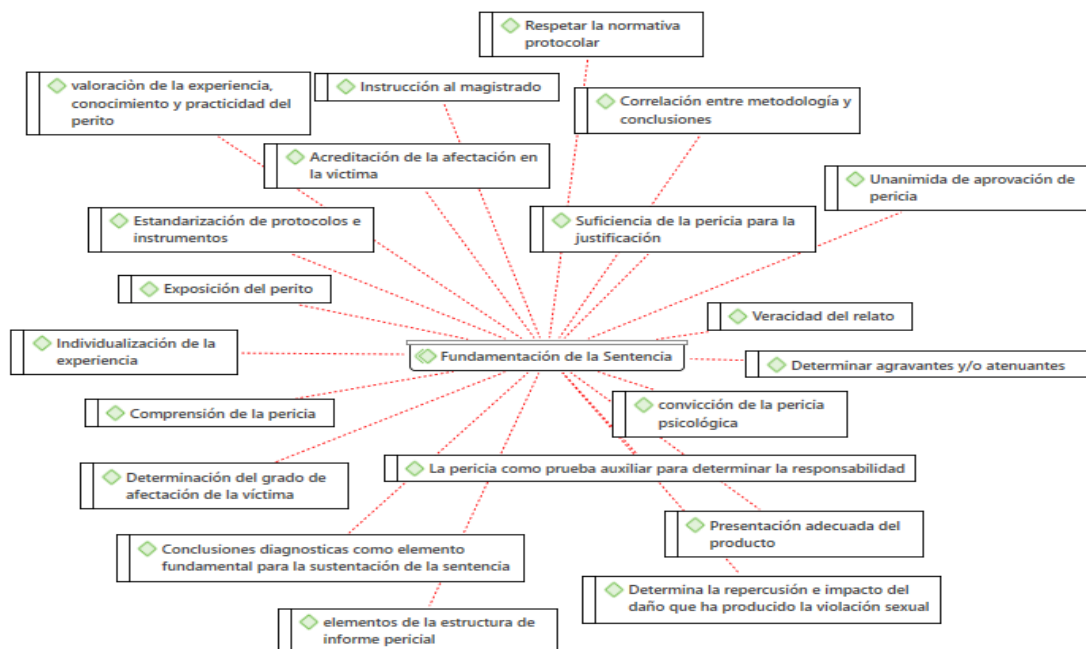 Respetar la normativa
protocolar
valoraciòn de la experiencia,
conocimiento y practicidad del
perito
Instrucción al magistrado
Correlación entre metodología y
conclusiones
Acreditación de la afectación en
la victima
Unanimida de aprovación de
pericia
Estandarización de protocolos e
instrumentos
Suficiencia de la pericia para la
justificación
Exposición del perito
Veracidad del relato
Individualización de la
experiencia
Fundamentación de la Sentencia
Determinar agravantes y/o atenuantes
Comprensión de la pericia
convicción de la pericia
psicológica
Determinación del grado de
afectación de la víctima
La pericia como prueba auxiliar para determinar la responsabilidad
Presentación adecuada del
producto
Conclusiones diagnosticas como elemento
fundamental para la sustentación de la sentencia
Determina la repercusión e impacto del
daño que ha producido la violación sexual
elementos de la estructura de
informe pericial